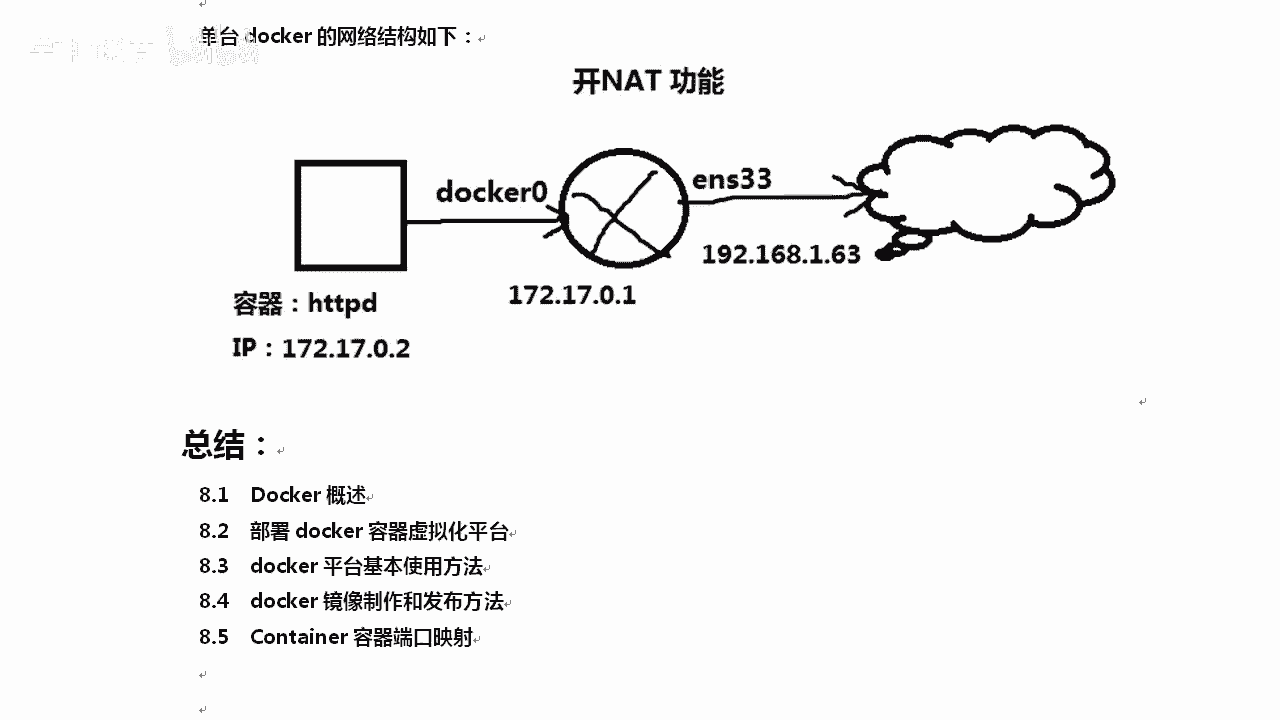 单台 docker 的网络结构如下：
开NAT 功能
docker0
ens33
192.168.1.63
172.17.0.1
容器：httpd
IP：172.17.0.2
总结：
8.1 Docker 概述
8.2 部署 docker 容器虚拟化平台
8.3 docker 平台基本使用方法
8.4 docker 镜像制作和发布方法
8.5 Container 容器端口映射